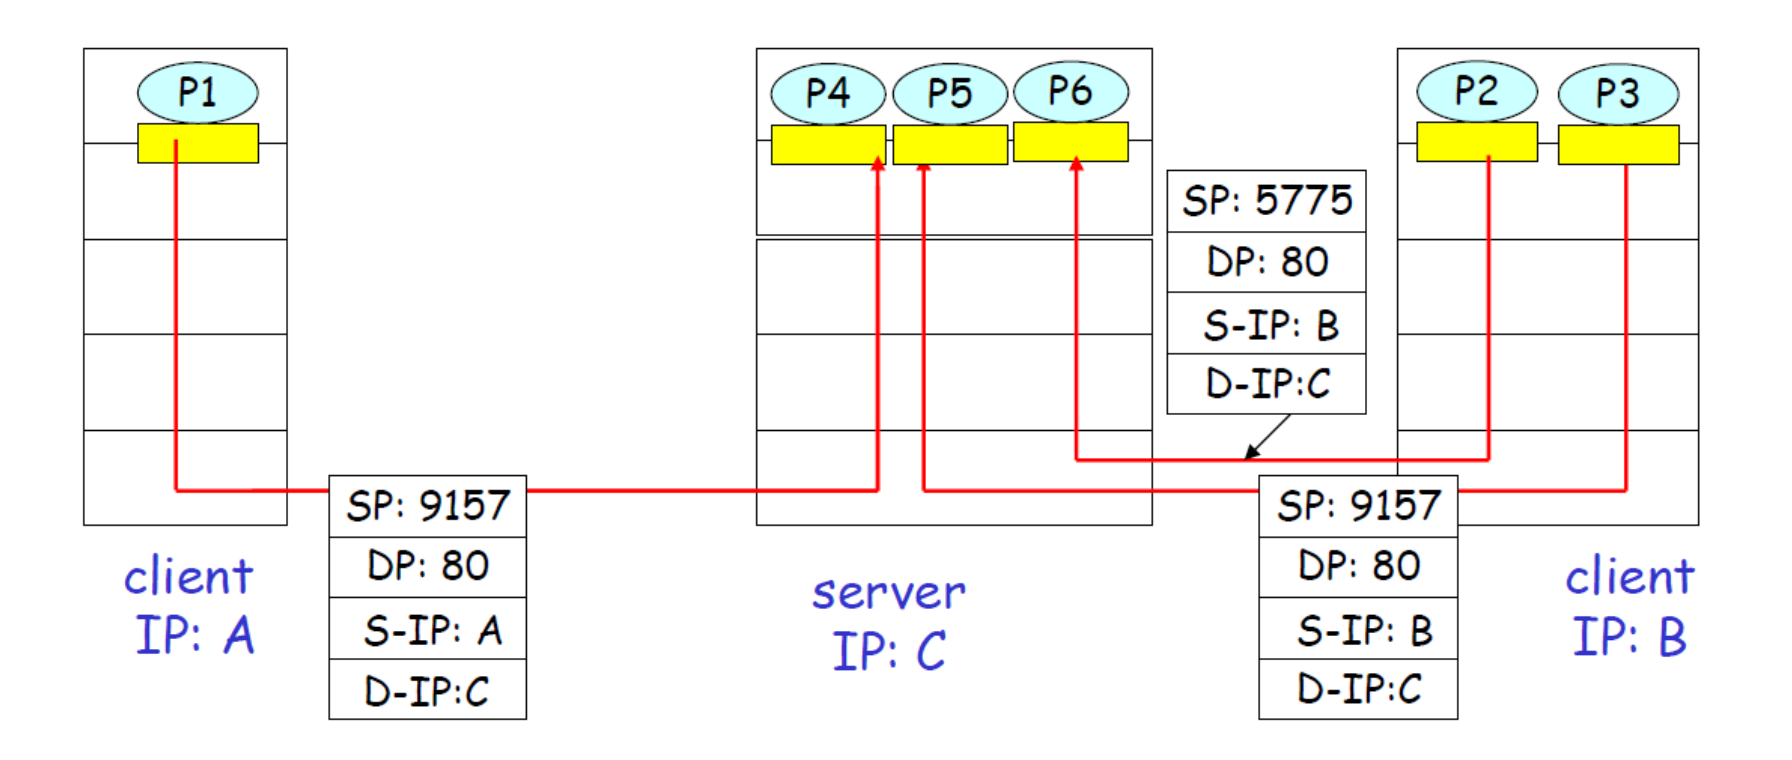 P1
P4
P5
P6
P2
P3
SP: 5775
DP: 80
S-IP: B
D-IP:C
SP: 9157
DP: 80
S-IP: A
D-IP:C
SP: 9157
DP: 80
S-IP: B
D-IP:C
client
IP: A
server
IP: C
client
IP: B